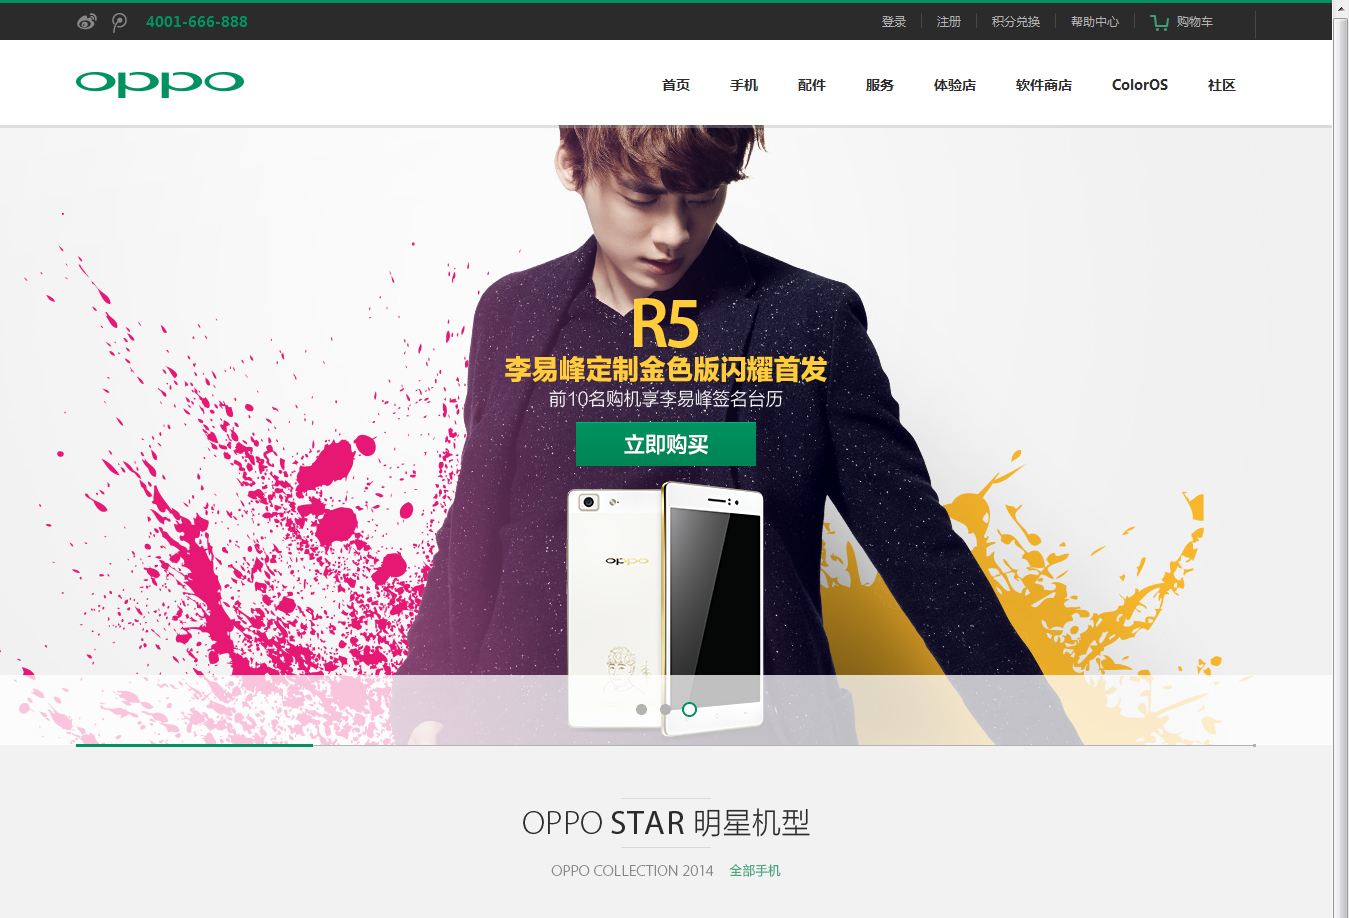 4001-666-888 登录 注册 积分兑换 帮助中心 购物车
oppo 首页 手机 配件 服务 体验店 软件商店 ColorOS 社区
R5
李易峰定制金色版闪耀首发
前10名购机享李易峰签名台历
立即购买
oppo
OPPO STAR 明星机型
OPPO COLLECTION 2014 全部手机